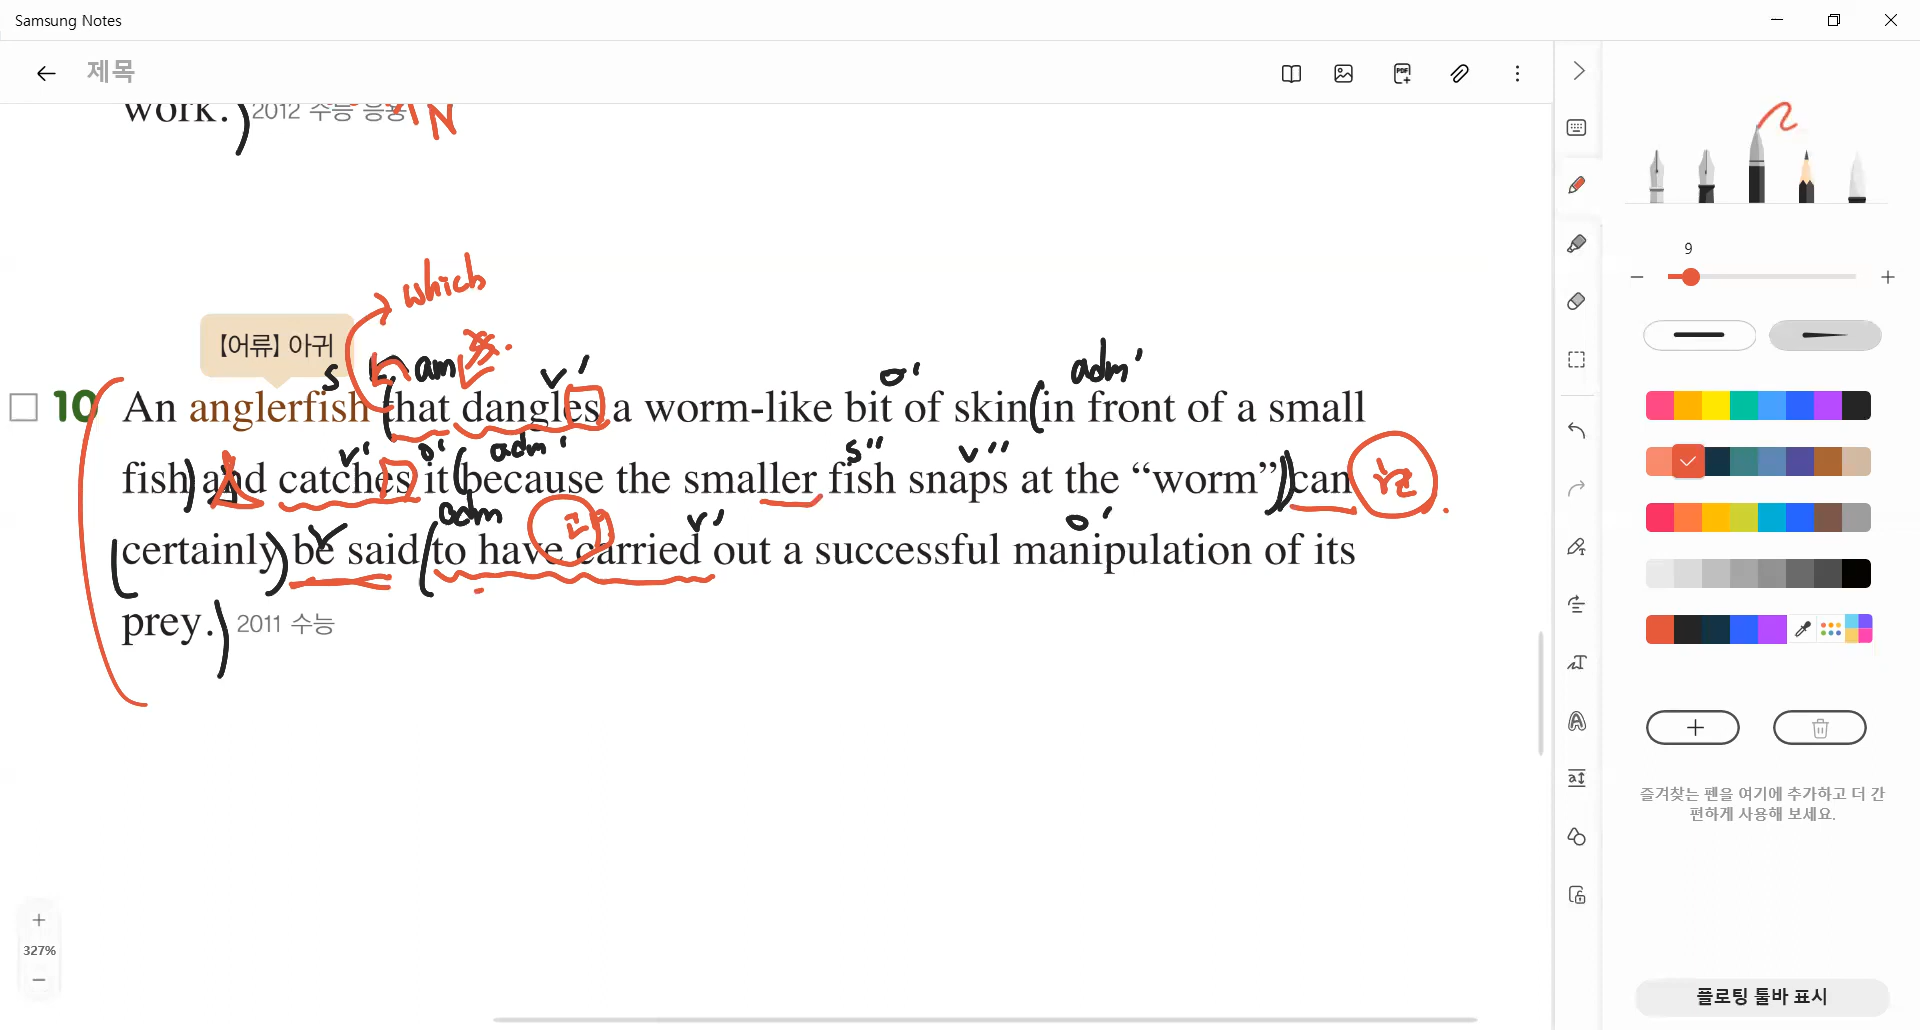 Samsung Notes
제목
work.) 2012 수능 응용
which
9
【어류】 아귀
s am v' o' adm'
10 An anglerfish (that dangles a worm-like bit of skin (in front of a small
v' o' adm' s" v"
fish) and catches it (because the smaller fish snaps at the "worm") can
adm v v' o'
(certainly) be said (to have carried out a successful manipulation of its
prey.) 2011 수능
즐겨찾는 펜을 여기에 추가하고 더 간
편하게 사용해 보세요.
327%
플로팅 툴바 표시